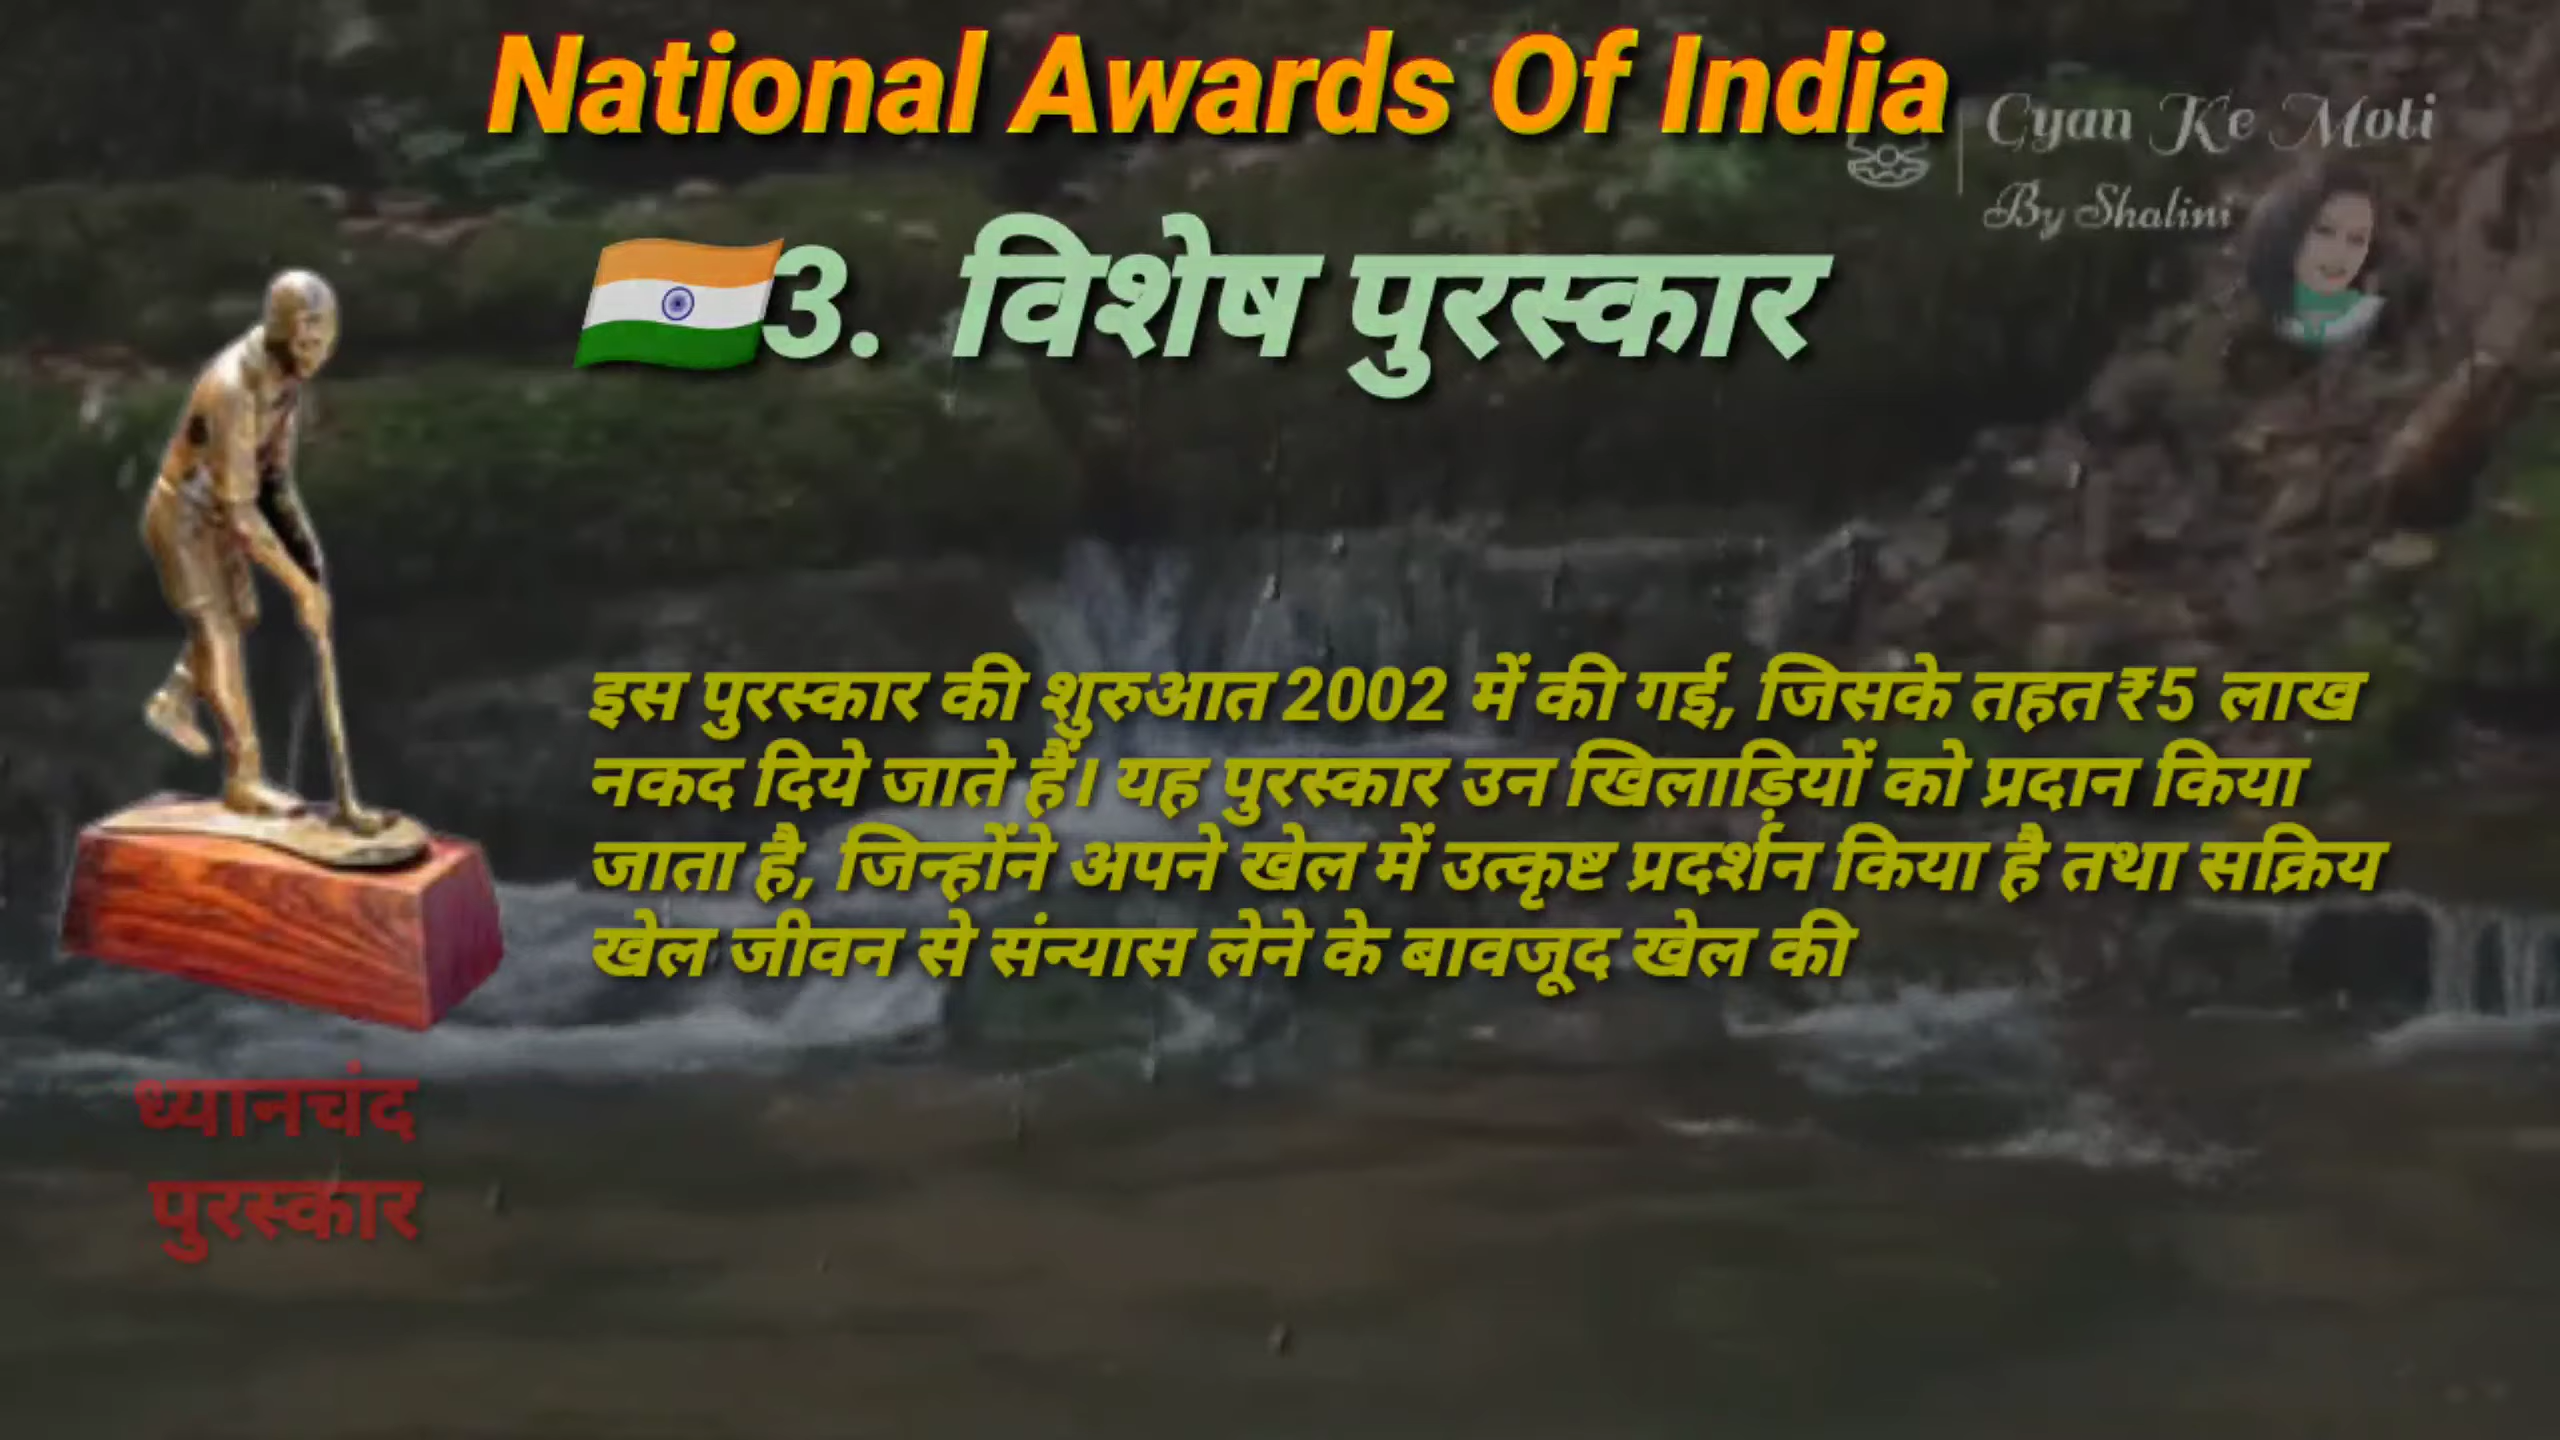 National Awards Of India
Gyan Ke Moti
By Shalini
3. विशेष पुरस्कार
इस पुरस्कार की शुरुआत 2002 में की गई, जिसके तहत ₹5 लाख
नकद दिये जाते हैं। यह पुरस्कार उन खिलाड़ियों को प्रदान किया
जाता है, जिन्होंने अपने खेल में उत्कृष्ट प्रदर्शन किया है तथा सक्रिय
खेल जीवन से संन्यास लेने के बावजूद खेल की
ध्यानचंद
पुरस्कार